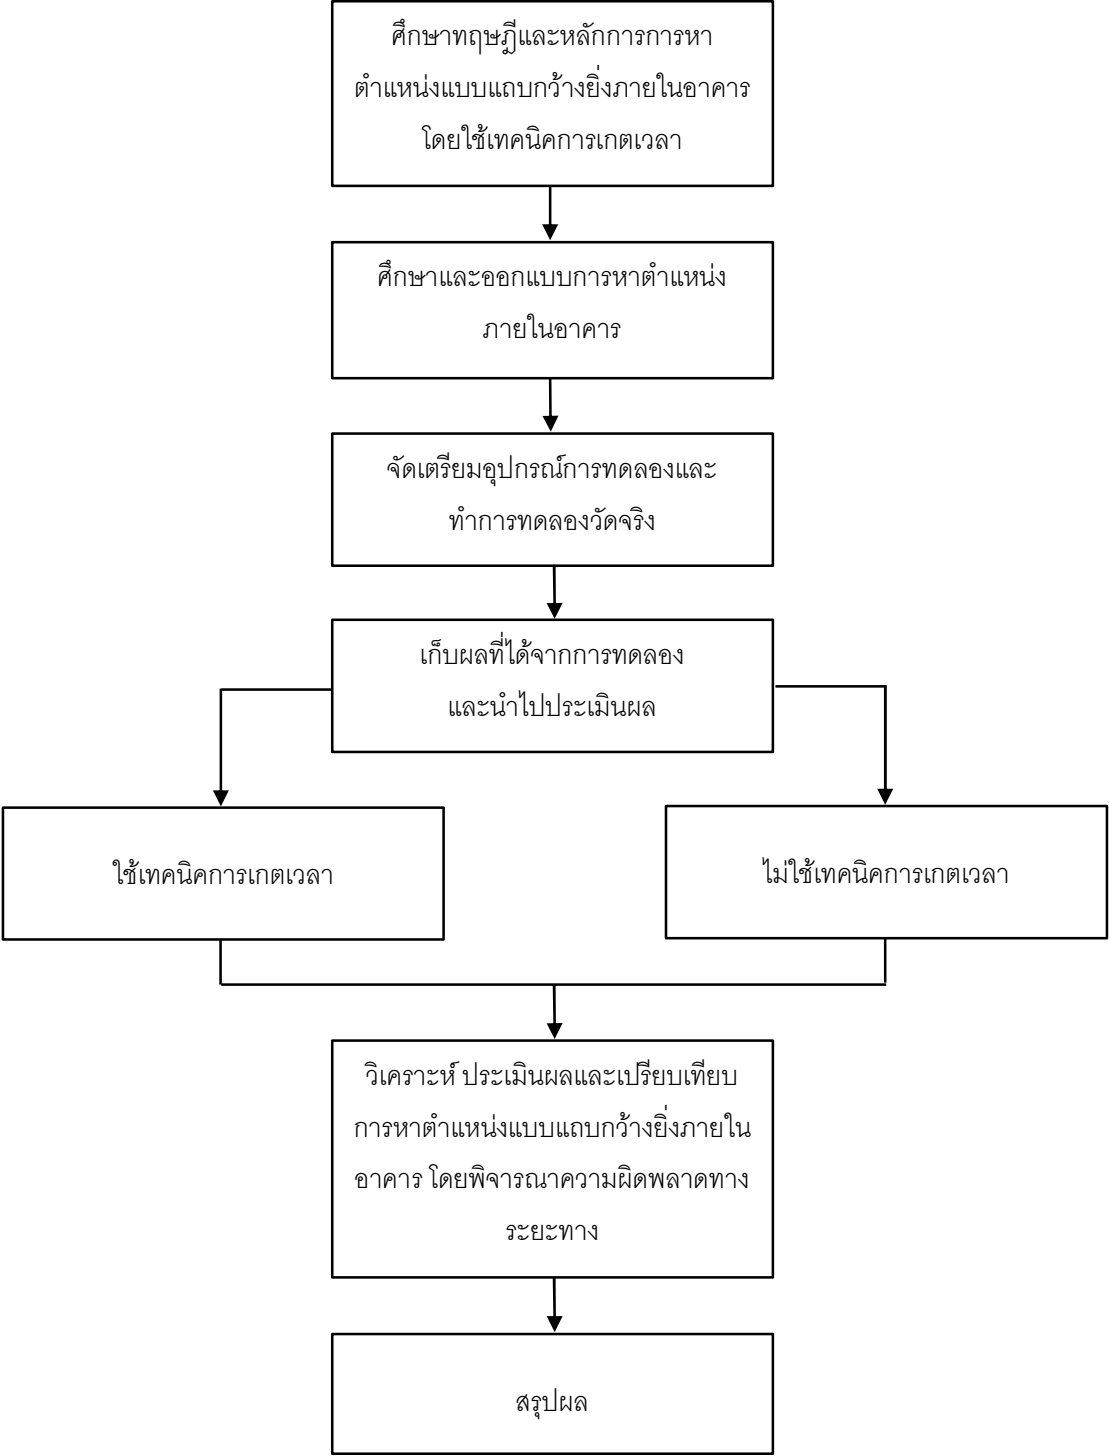 ศึกษาทฤษฎีและหลักการการหา
ตำแหน่งแบบแถบกว้างยิ่งภายในอาคาร
โดยใช้เทคนิคการเกตเวลา
ศึกษาและออกแบบการหาตำแหน่ง
ภายในอาคาร
จัดเตรียมอุปกรณ์การทดลองและ
ทำการทดลองวัดจริง
เก็บผลที่ได้จากการทดลอง
และนำไปประเมินผล
ใช้เทคนิคการเกตเวลา
ไม่ใช้เทคนิคการเกตเวลา
วิเคราะห์ ประเมินผลและเปรียบเทียบ
การหาตำแหน่งแบบแถบกว้างยิ่งภายใน
อาคาร โดยพิจารณาความผิดพลาดทาง
ระยะทาง
สรุปผล